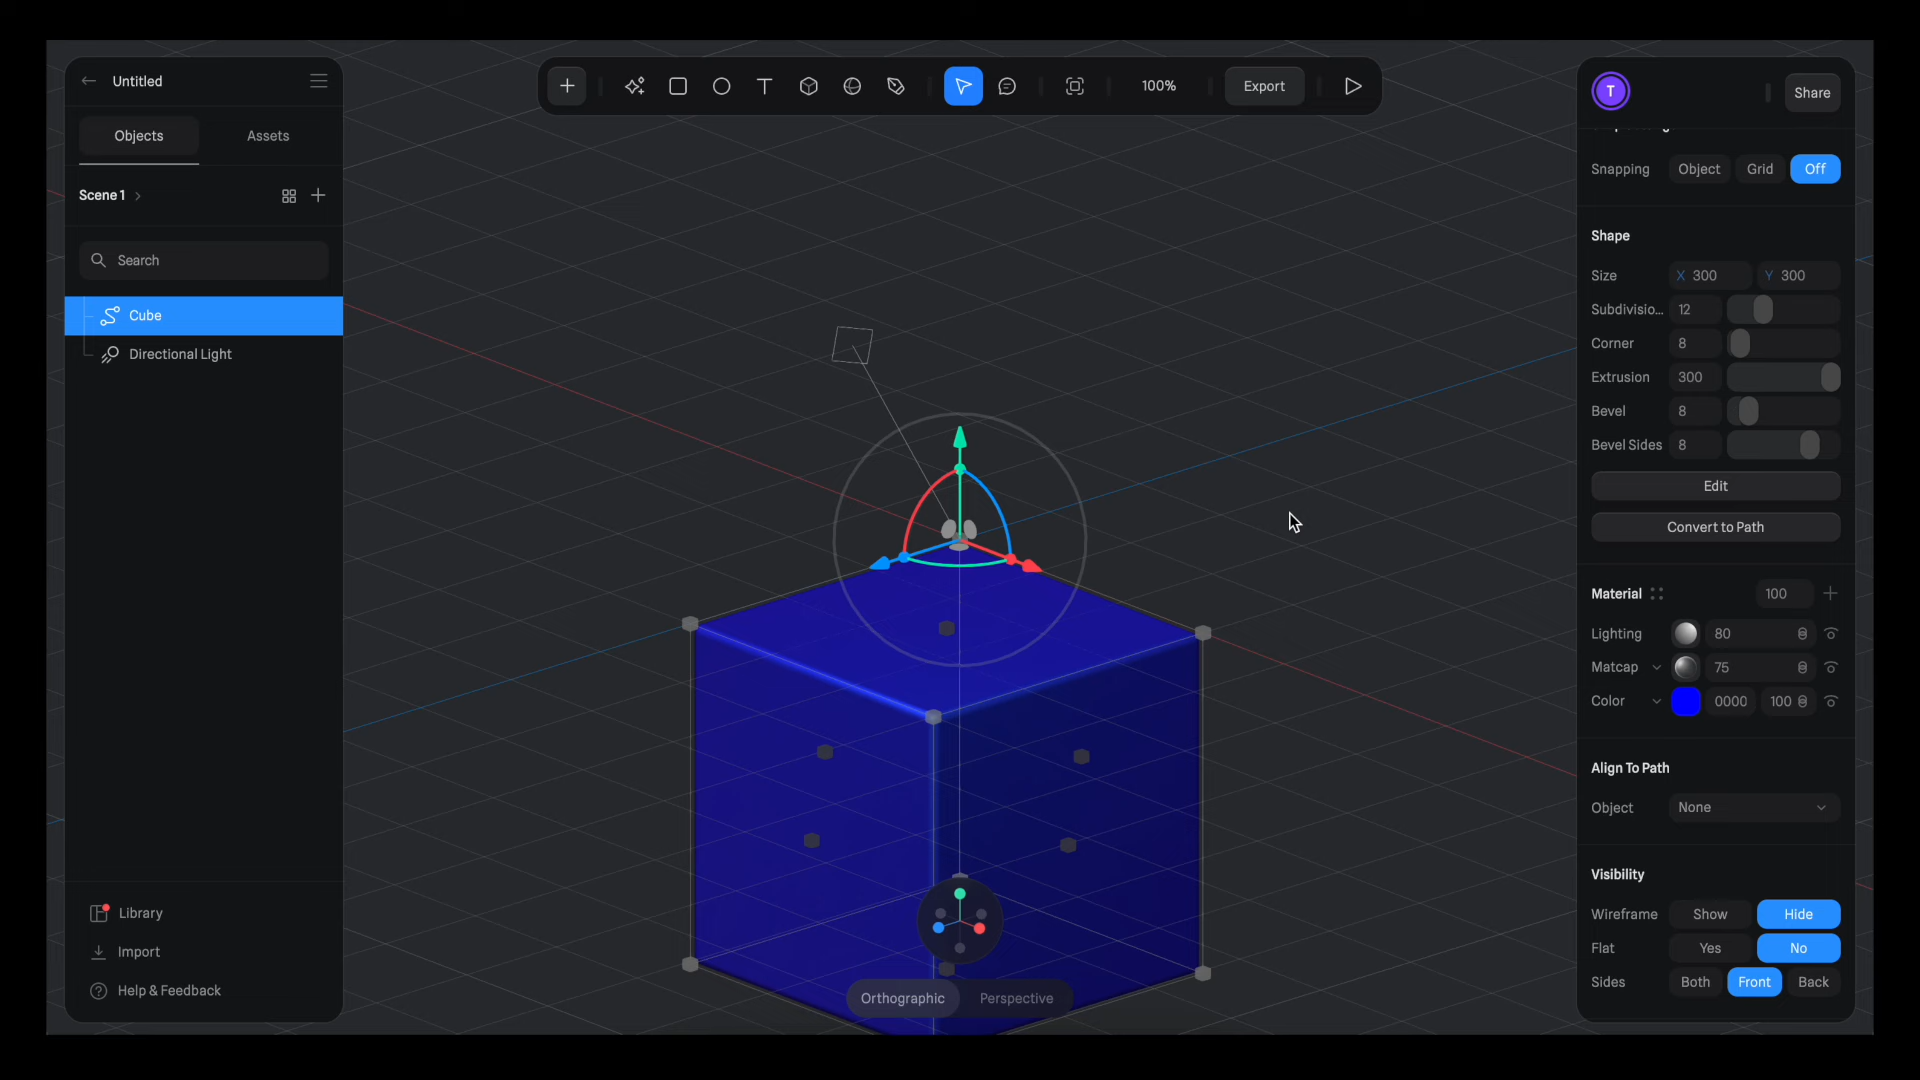 Untitled
Objects Assets
Scene 1
Search
Cube
Directional Light
Library
Import
Help & Feedback
T
100%
Export
Orthographic Perspective
T
Share
Snapping Object Grid Off
Shape
Size X 300 Y 300
Subdivisio... 12
Corner 8
Extrusion 300
Bevel 8
Bevel Sides 8
Edit
Convert to Path
Material 100
Lighting 80
Matcap 75
Color 0000 100
Align To Path
Object None
Visibility
Wireframe Show Hide
Flat Yes No
Sides Both Front Back